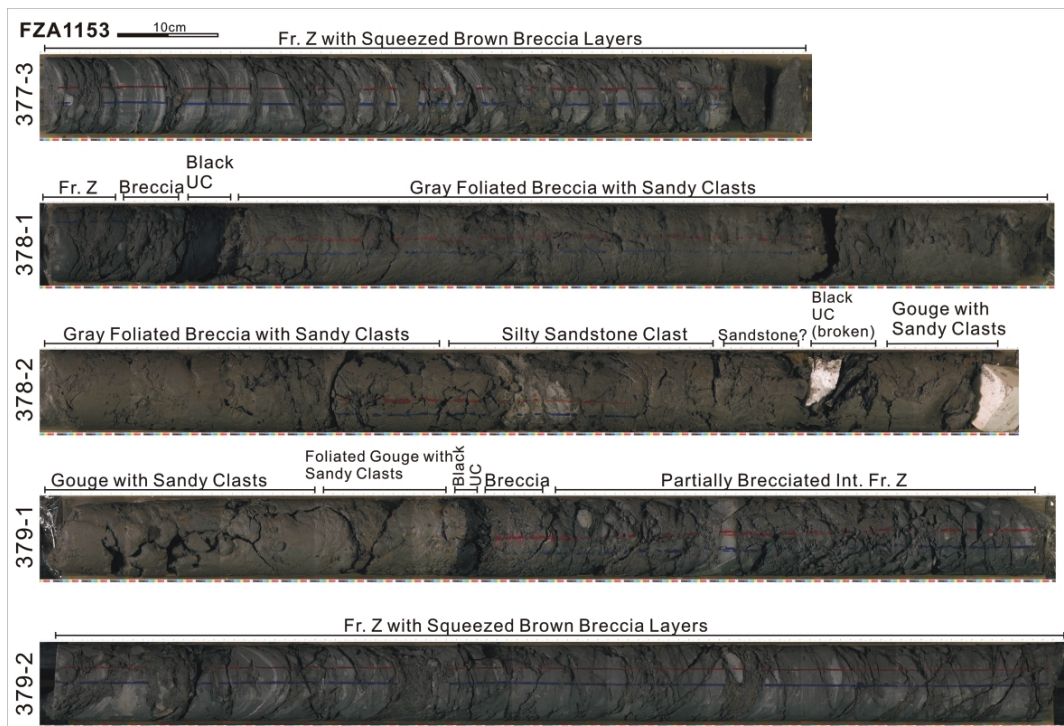 FZA1153
10cm
Fr. Z with Squeezed Brown Breccia Layers
377-3
Fr. Z
Breccia
Black
UC
Gray Foliated Breccia with Sandy Clasts
378-1
Gray Foliated Breccia with Sandy Clasts
Silty Sandstone Clast
Sandstone?
Black
UC
(broken)
Gouge with
Sandy Clasts
378-2
Gouge with Sandy Clasts
Foliated Gouge with
Sandy Clasts
Black
UC
Breccia
Partially Brecciated Int. Fr. Z
379-1
Fr. Z with Squeezed Brown Breccia Layers
379-2